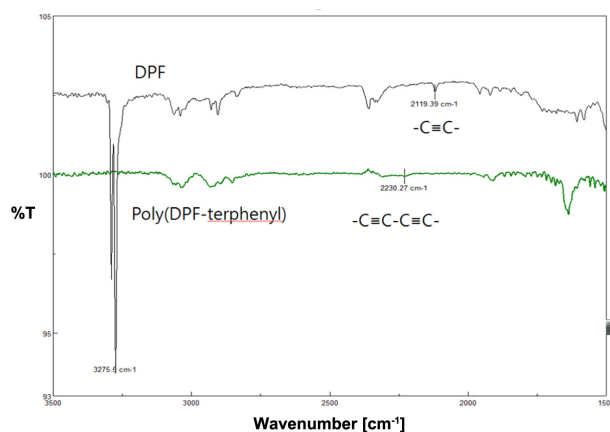 105
DPF
2119.39 cm-1
-C≡C-
100
%T
2230.27 cm-1
Poly(DPF-terphenyl)
-C≡C-C≡C-
95
3275.5 cm-1
93
3500
3000
2500
2000
1500
Wavenumber [cm-1]